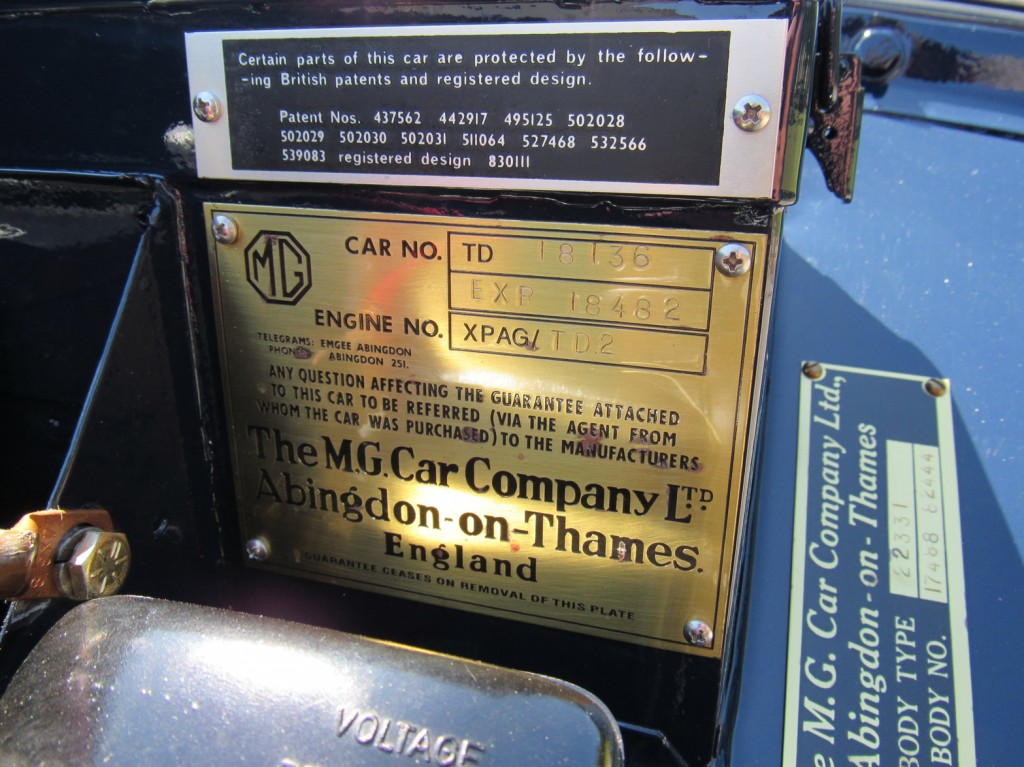 Certain parts of this car are protected by the follow-
-ing British patents and registered design.
Patent Nos. 437562 442917 495125 502028
502029 502030 502031 511064 527468 532566
539083 registered design 830111
MG
CAR NO. TD 18136
EXR 18482
ENGINE NO. XPAG/ TD.2
TELEGRAMS: EMGEE ABINGDON
PHONE: ABINGDON 251.
ANY QUESTION AFFECTING THE GUARANTEE ATTACHED
TO THIS CAR TO BE REFERRED (VIA THE AGENT FROM
WHOM THE CAR WAS PURCHASED) TO THE MANUFACTURERS
The M.G. Car Company LTD
Abingdon-on-Thames.
England
GUARANTEE CEASES ON REMOVAL OF THIS PLATE
M. G. Car Company Ltd.,
Abingdon-on-Thames
BODY TYPE 22331
BODY NO. 17468 82444
VOLTAGE